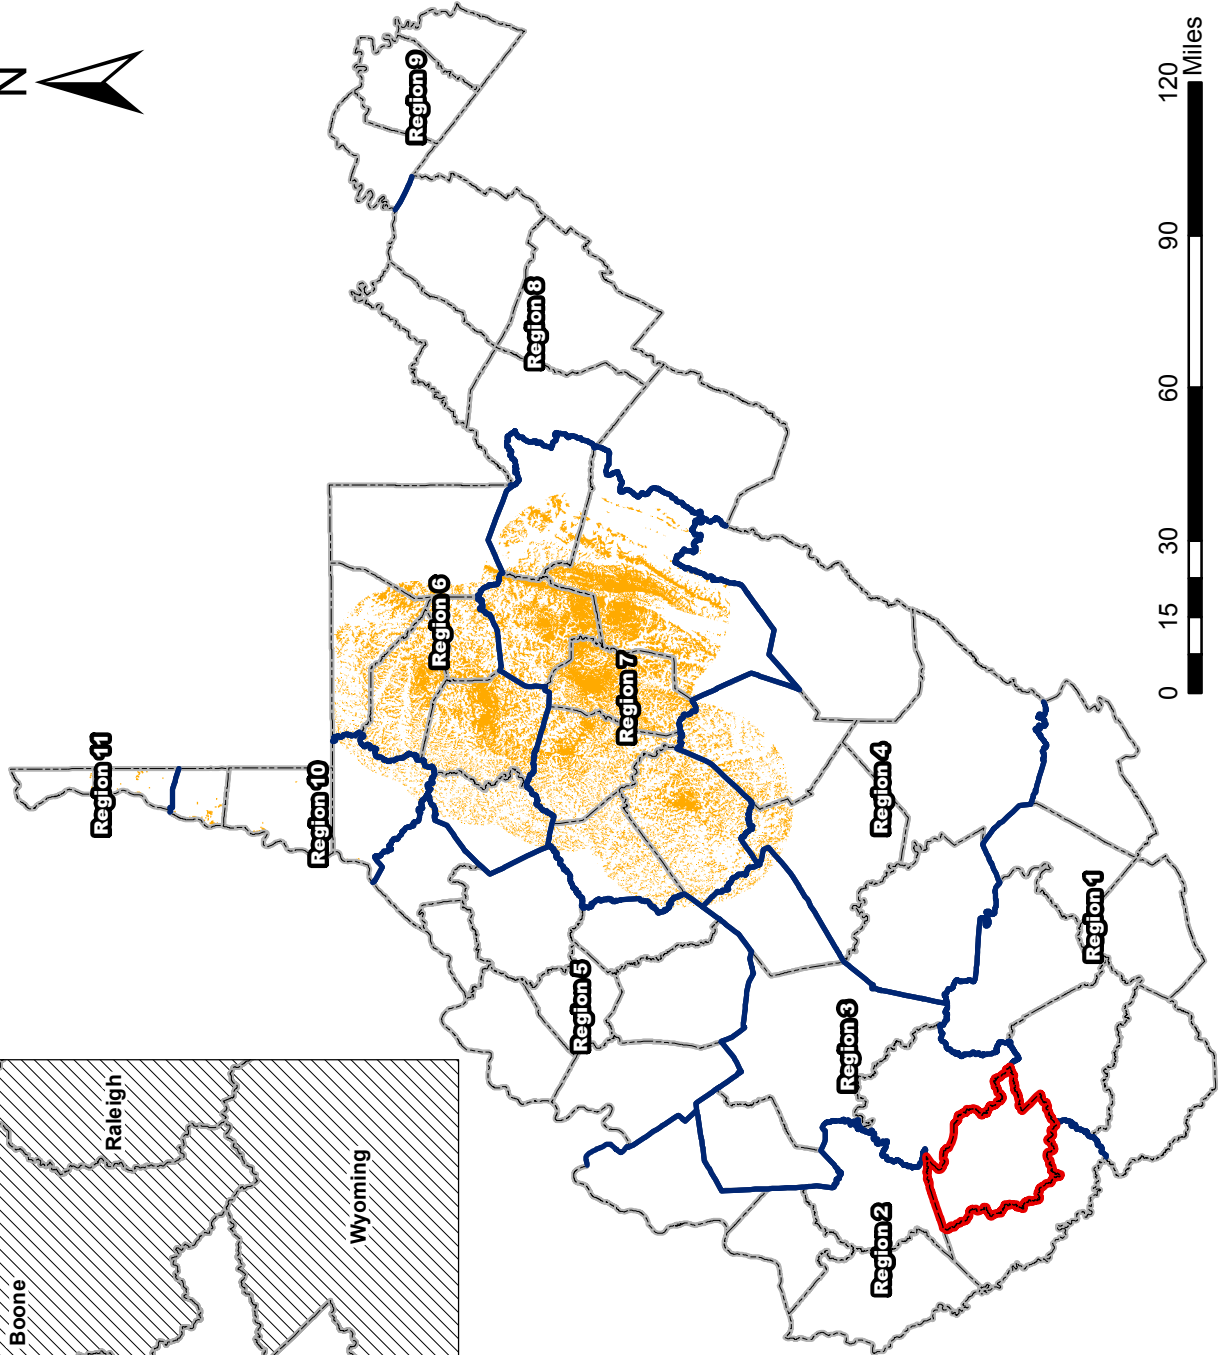 N
Region 9
Region 8
Region 11
Region 10
Region 6
Region 7
Region 5
Region 4
Region 3
Region 1
Region 2
Boone
Raleigh
Wyoming
0 15 30 60 90 120
Miles